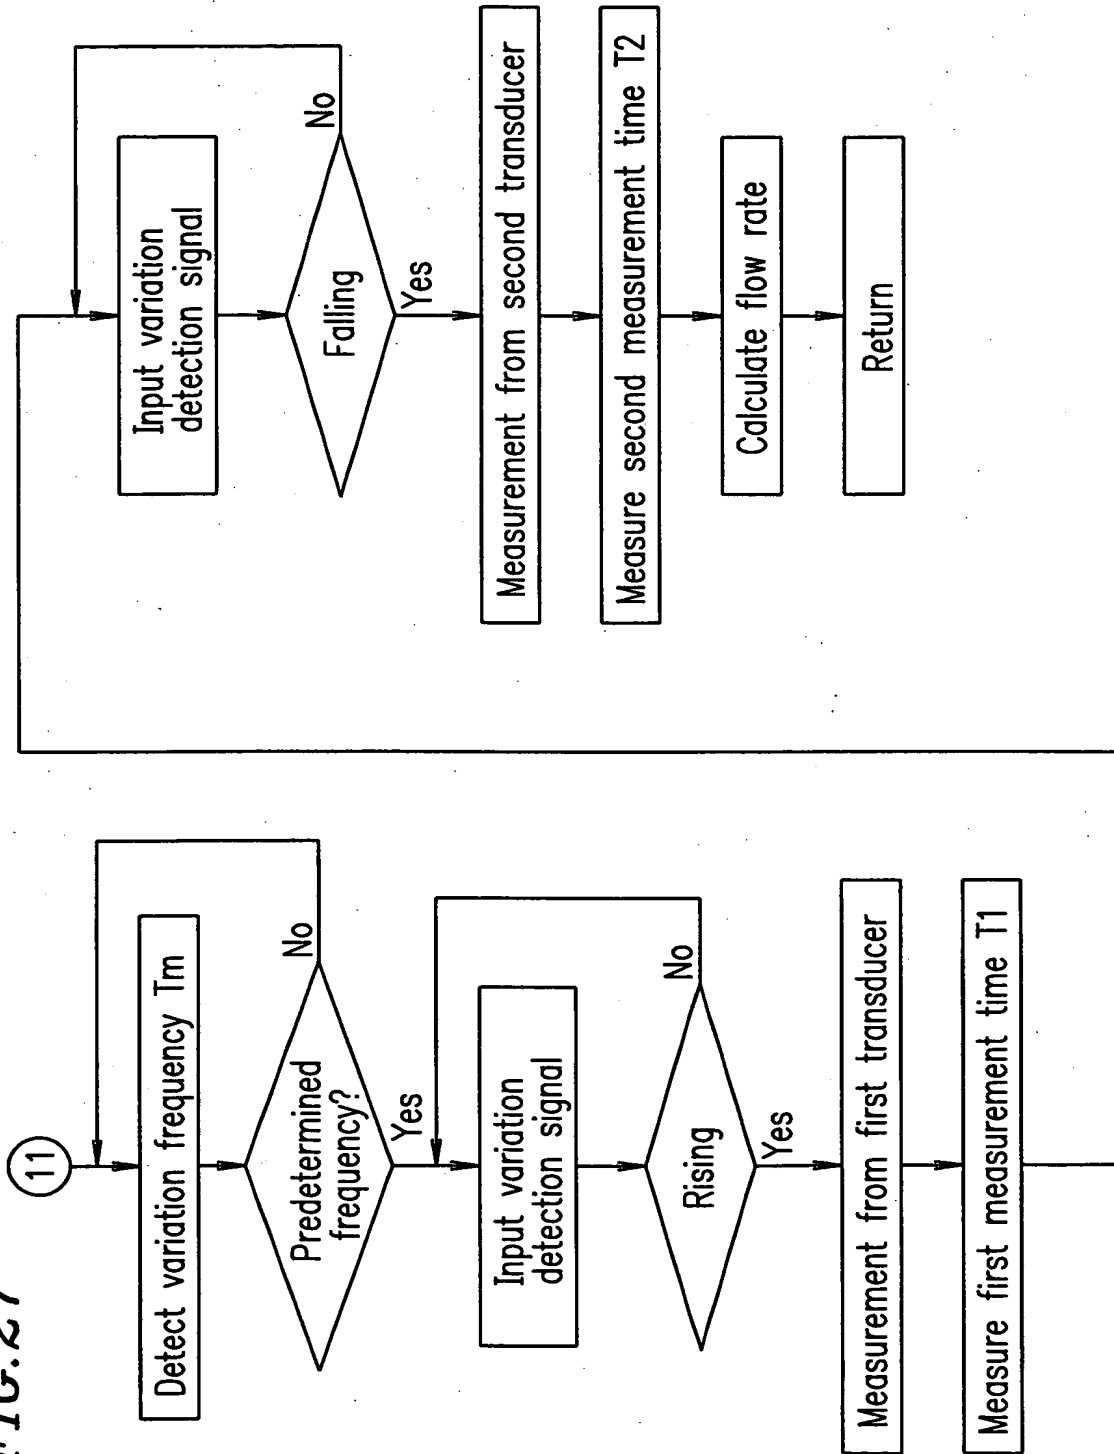 11
Detect variation frequency Tm
Predetermined
frequency?
No
Yes
Input variation
detection signal
Rising
No
Yes
Measurement from first transducer
Measure first measurement time T1
Input variation
detection signal
Falling
No
Yes
Measurement from second transducer
Measure second measurement time T2
Calculate flow rate
Return